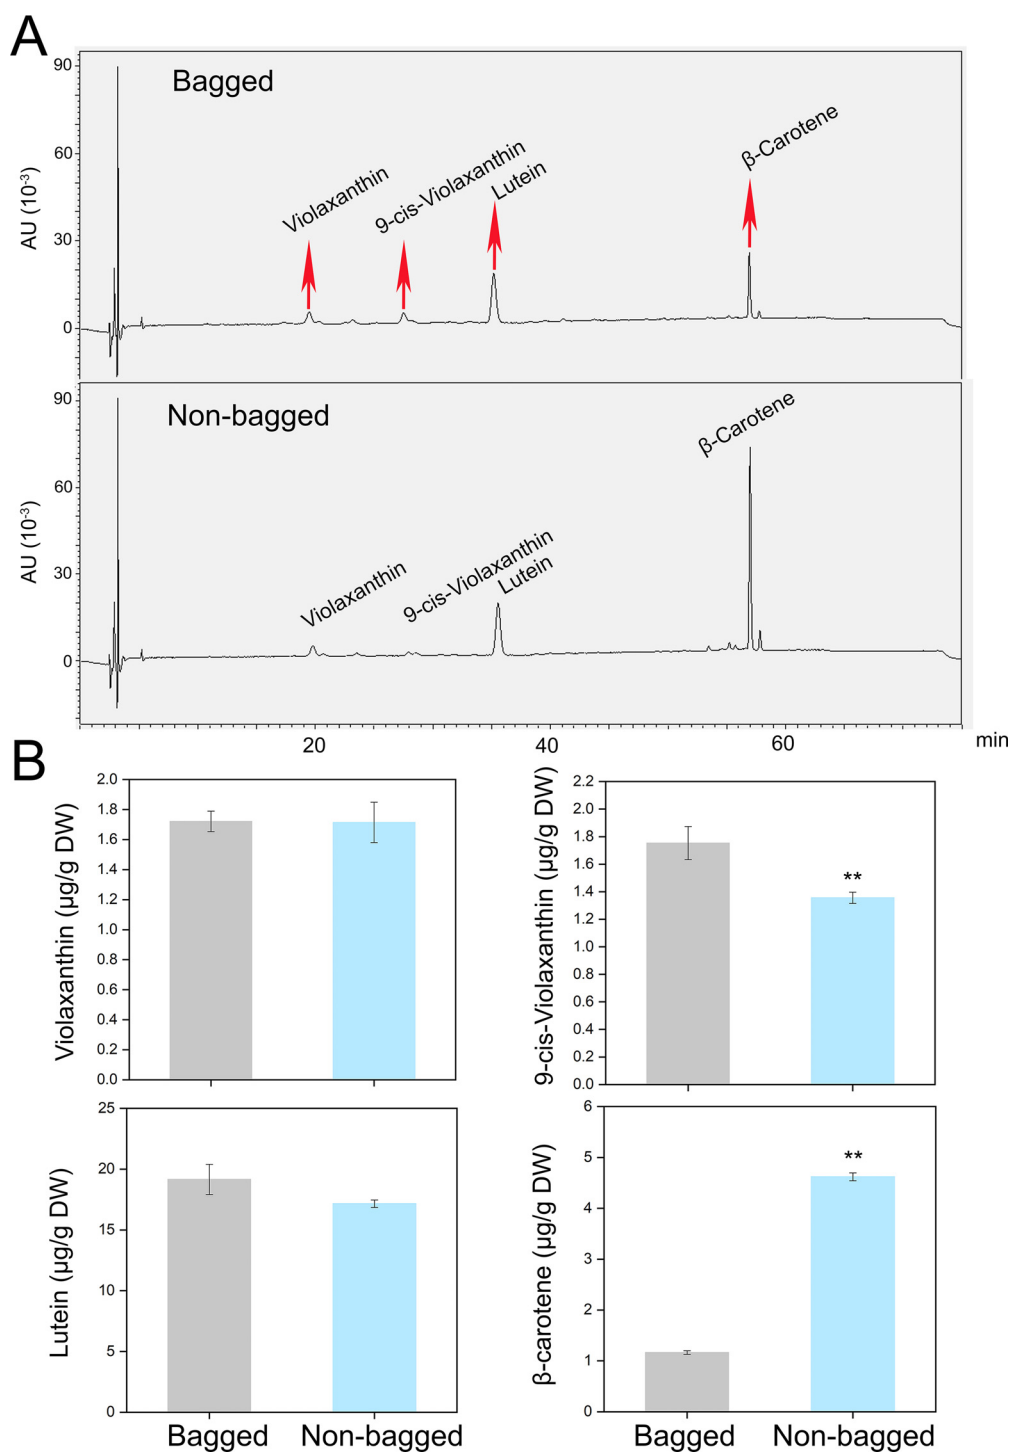 A
Bagged
AU (10-3)
90
60
30
0
Violaxanthin
9-cis-Violaxanthin
Lutein
β-Carotene
Non-bagged
AU (10-3)
90
60
30
0
Violaxanthin
9-cis-Violaxanthin
Lutein
β-Carotene
20
40
60
min
B
Violaxanthin (μg/g DW)
2.0
1.8
1.6
1.4
1.2
1.0
0.8
0.6
0.4
0.2
0.0
9-cis-Violaxanthin (μg/g DW)
2.2
2.0
1.8
1.6
1.4
1.2
1.0
0.8
0.6
0.4
0.2
0.0
**
Lutein (μg/g DW)
25
20
15
10
5
0
Bagged
Non-bagged
β-carotene (μg/g DW)
6
5
4
3
2
1
0
**
Bagged
Non-bagged